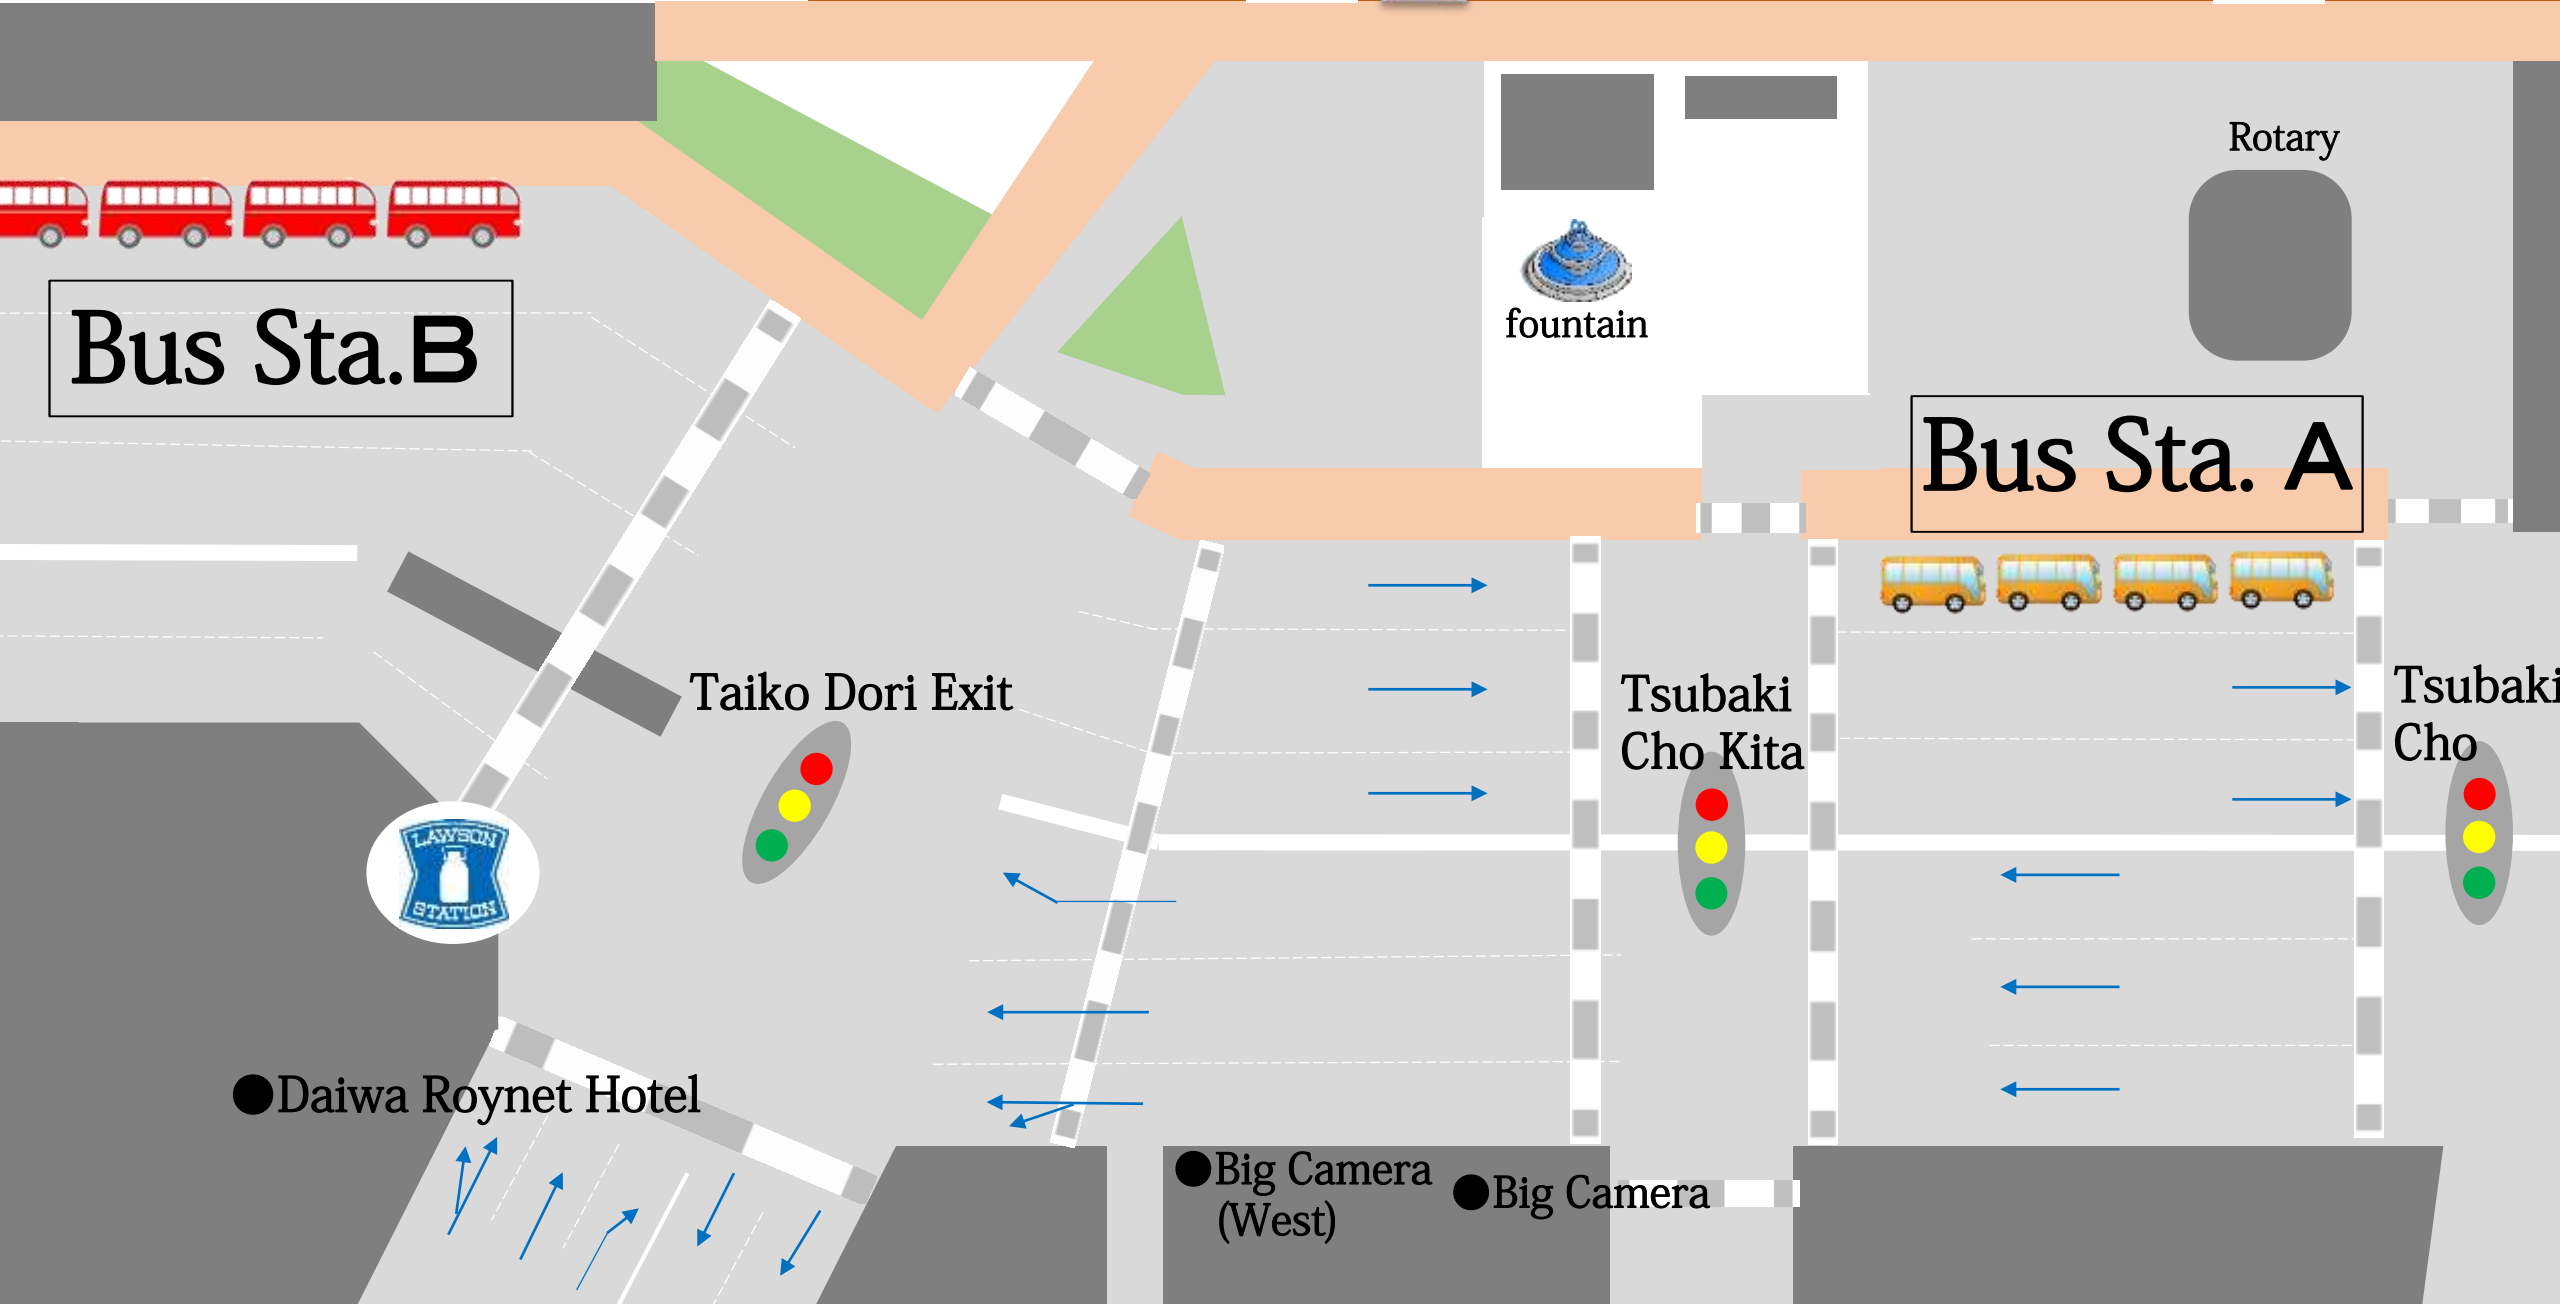 Rotary
fountain
Bus Sta.B
Bus Sta. A
Taiko Dori Exit
Tsubaki
Cho Kita
Tsubaki
Cho
LAWSON
STATION
Daiwa Roynet Hotel
Big Camera
(West)
Big Camera